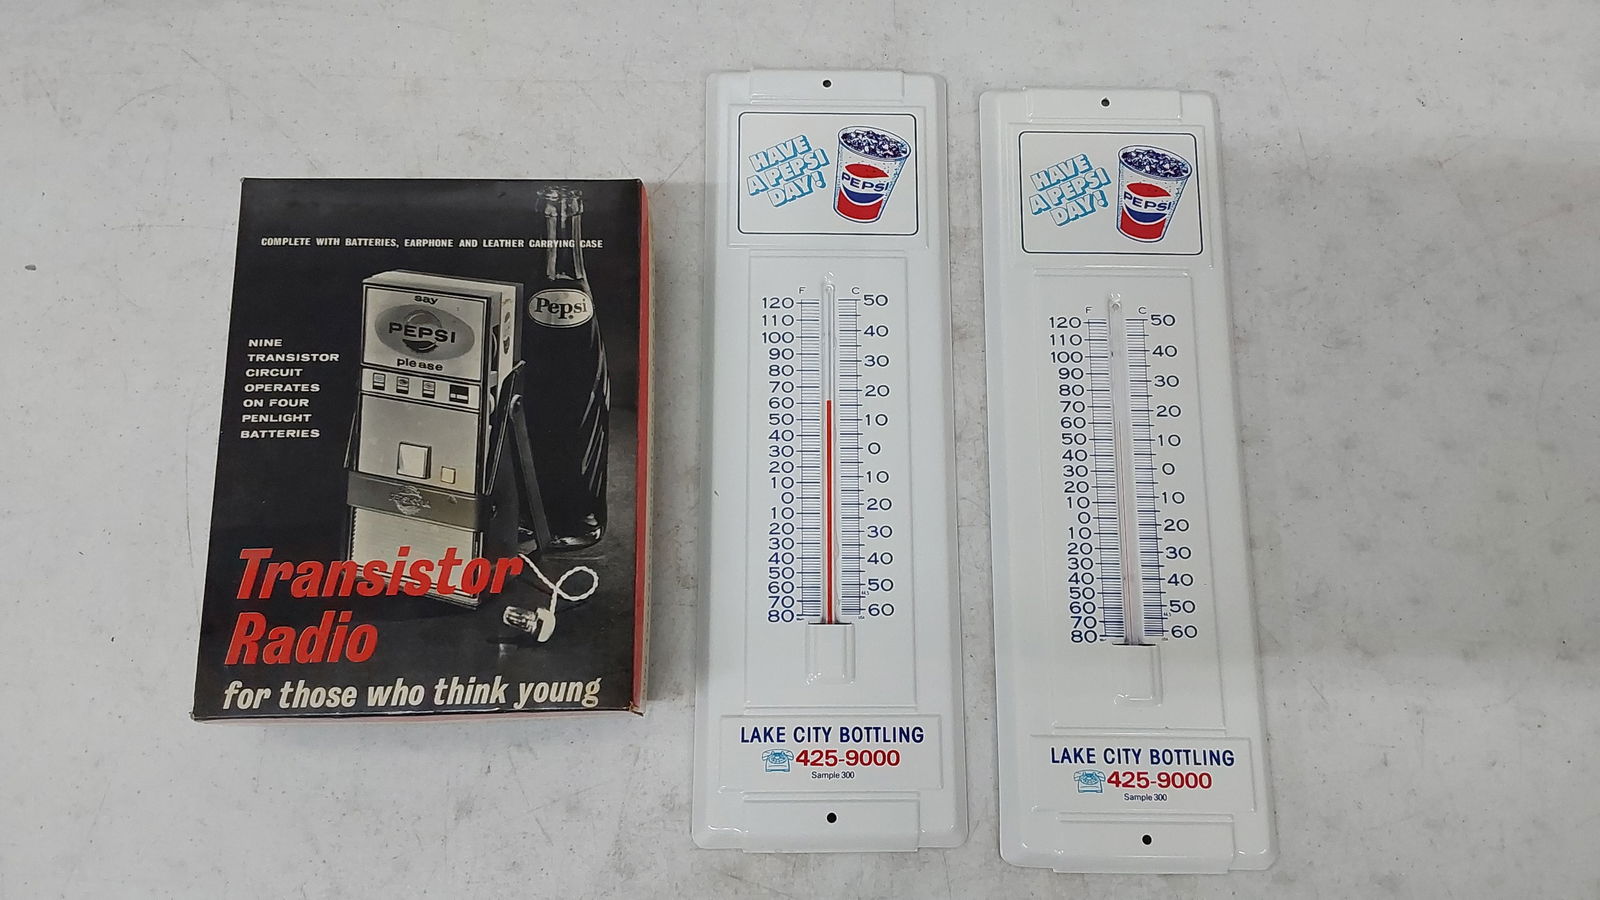 COMPLETE WITH BATTERIES, EARPHONE AND LEATHER CARRYING CASE
say
PEPSI
please
Pepsi
NINE
TRANSISTOR
CIRCUIT
OPERATES
ON FOUR
PENLIGHT
BATTERIES
Transistor
Radio
for those who think young
HAVE
A PEPSI
DAY!
PEPSI
F C
120 50
110
100 40
90
80 30
70
60 20
50 10
40
30 0
20
10 10
0
10 20
20
30 30
40 40
50
60 50
70
80 60
LAKE CITY BOTTLING
425-9000
Sample 300
HAVE
A PEPSI
DAY!
PEPSI
F C
120 50
110
100 40
90
80 30
70
60 20
50 10
40
30 0
20
10 10
0
10 20
20
30 30
40 40
50
60 50
70
80 60
LAKE CITY BOTTLING
425-9000
Sample 300